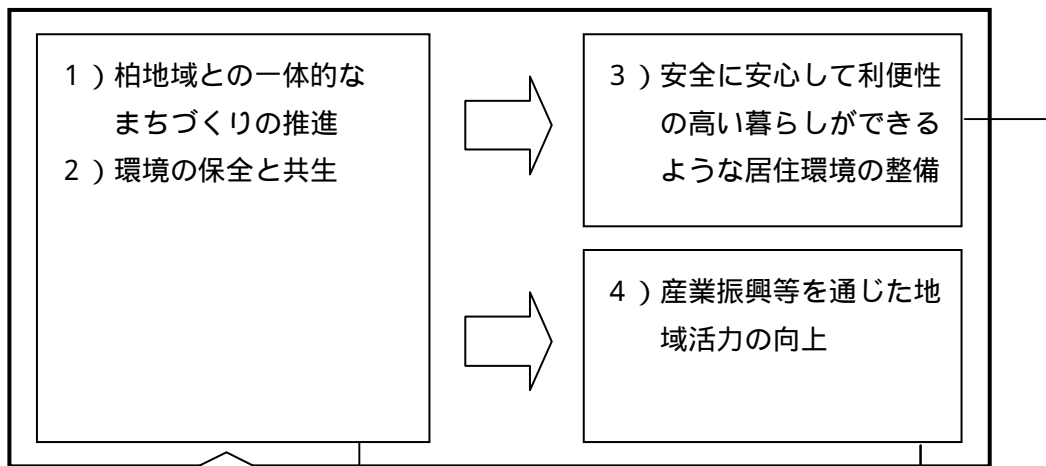 1)柏地域との一体的な
まちづくりの推進
2)環境の保全と共生
3)安全に安心して利便性
の高い暮らしができる
ような居住環境の整備
4)産業振興等を通じた地
域活力の向上